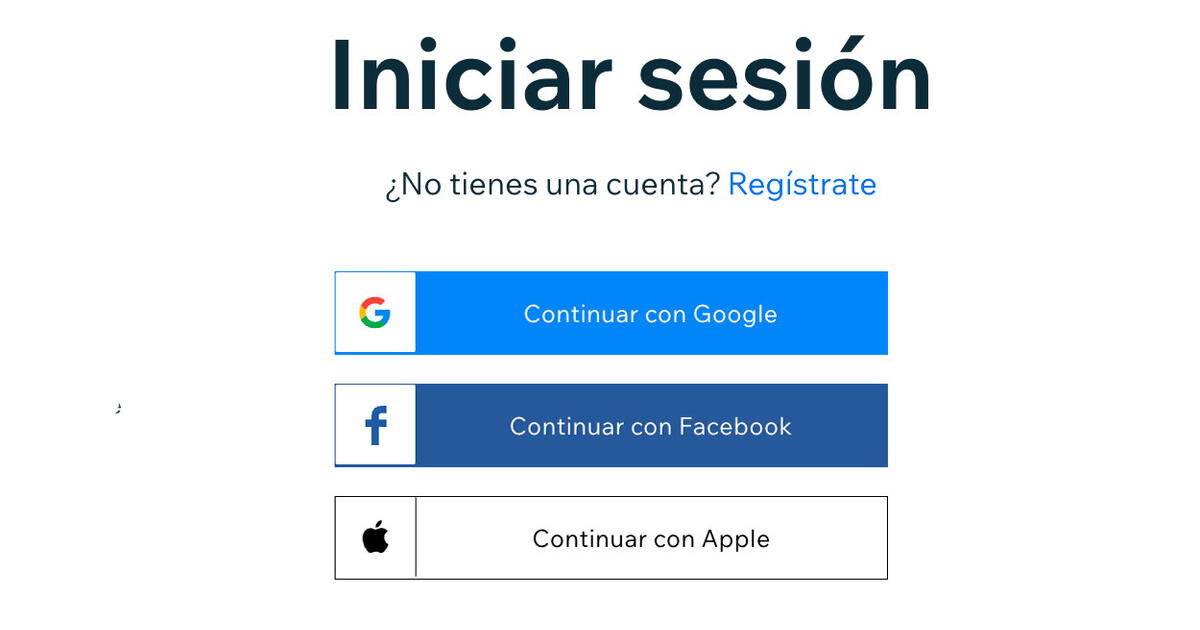 Iniciar sesión
¿No tienes una cuenta? Regístrate
Continuar con Google
Continuar con Facebook
Continuar con Apple